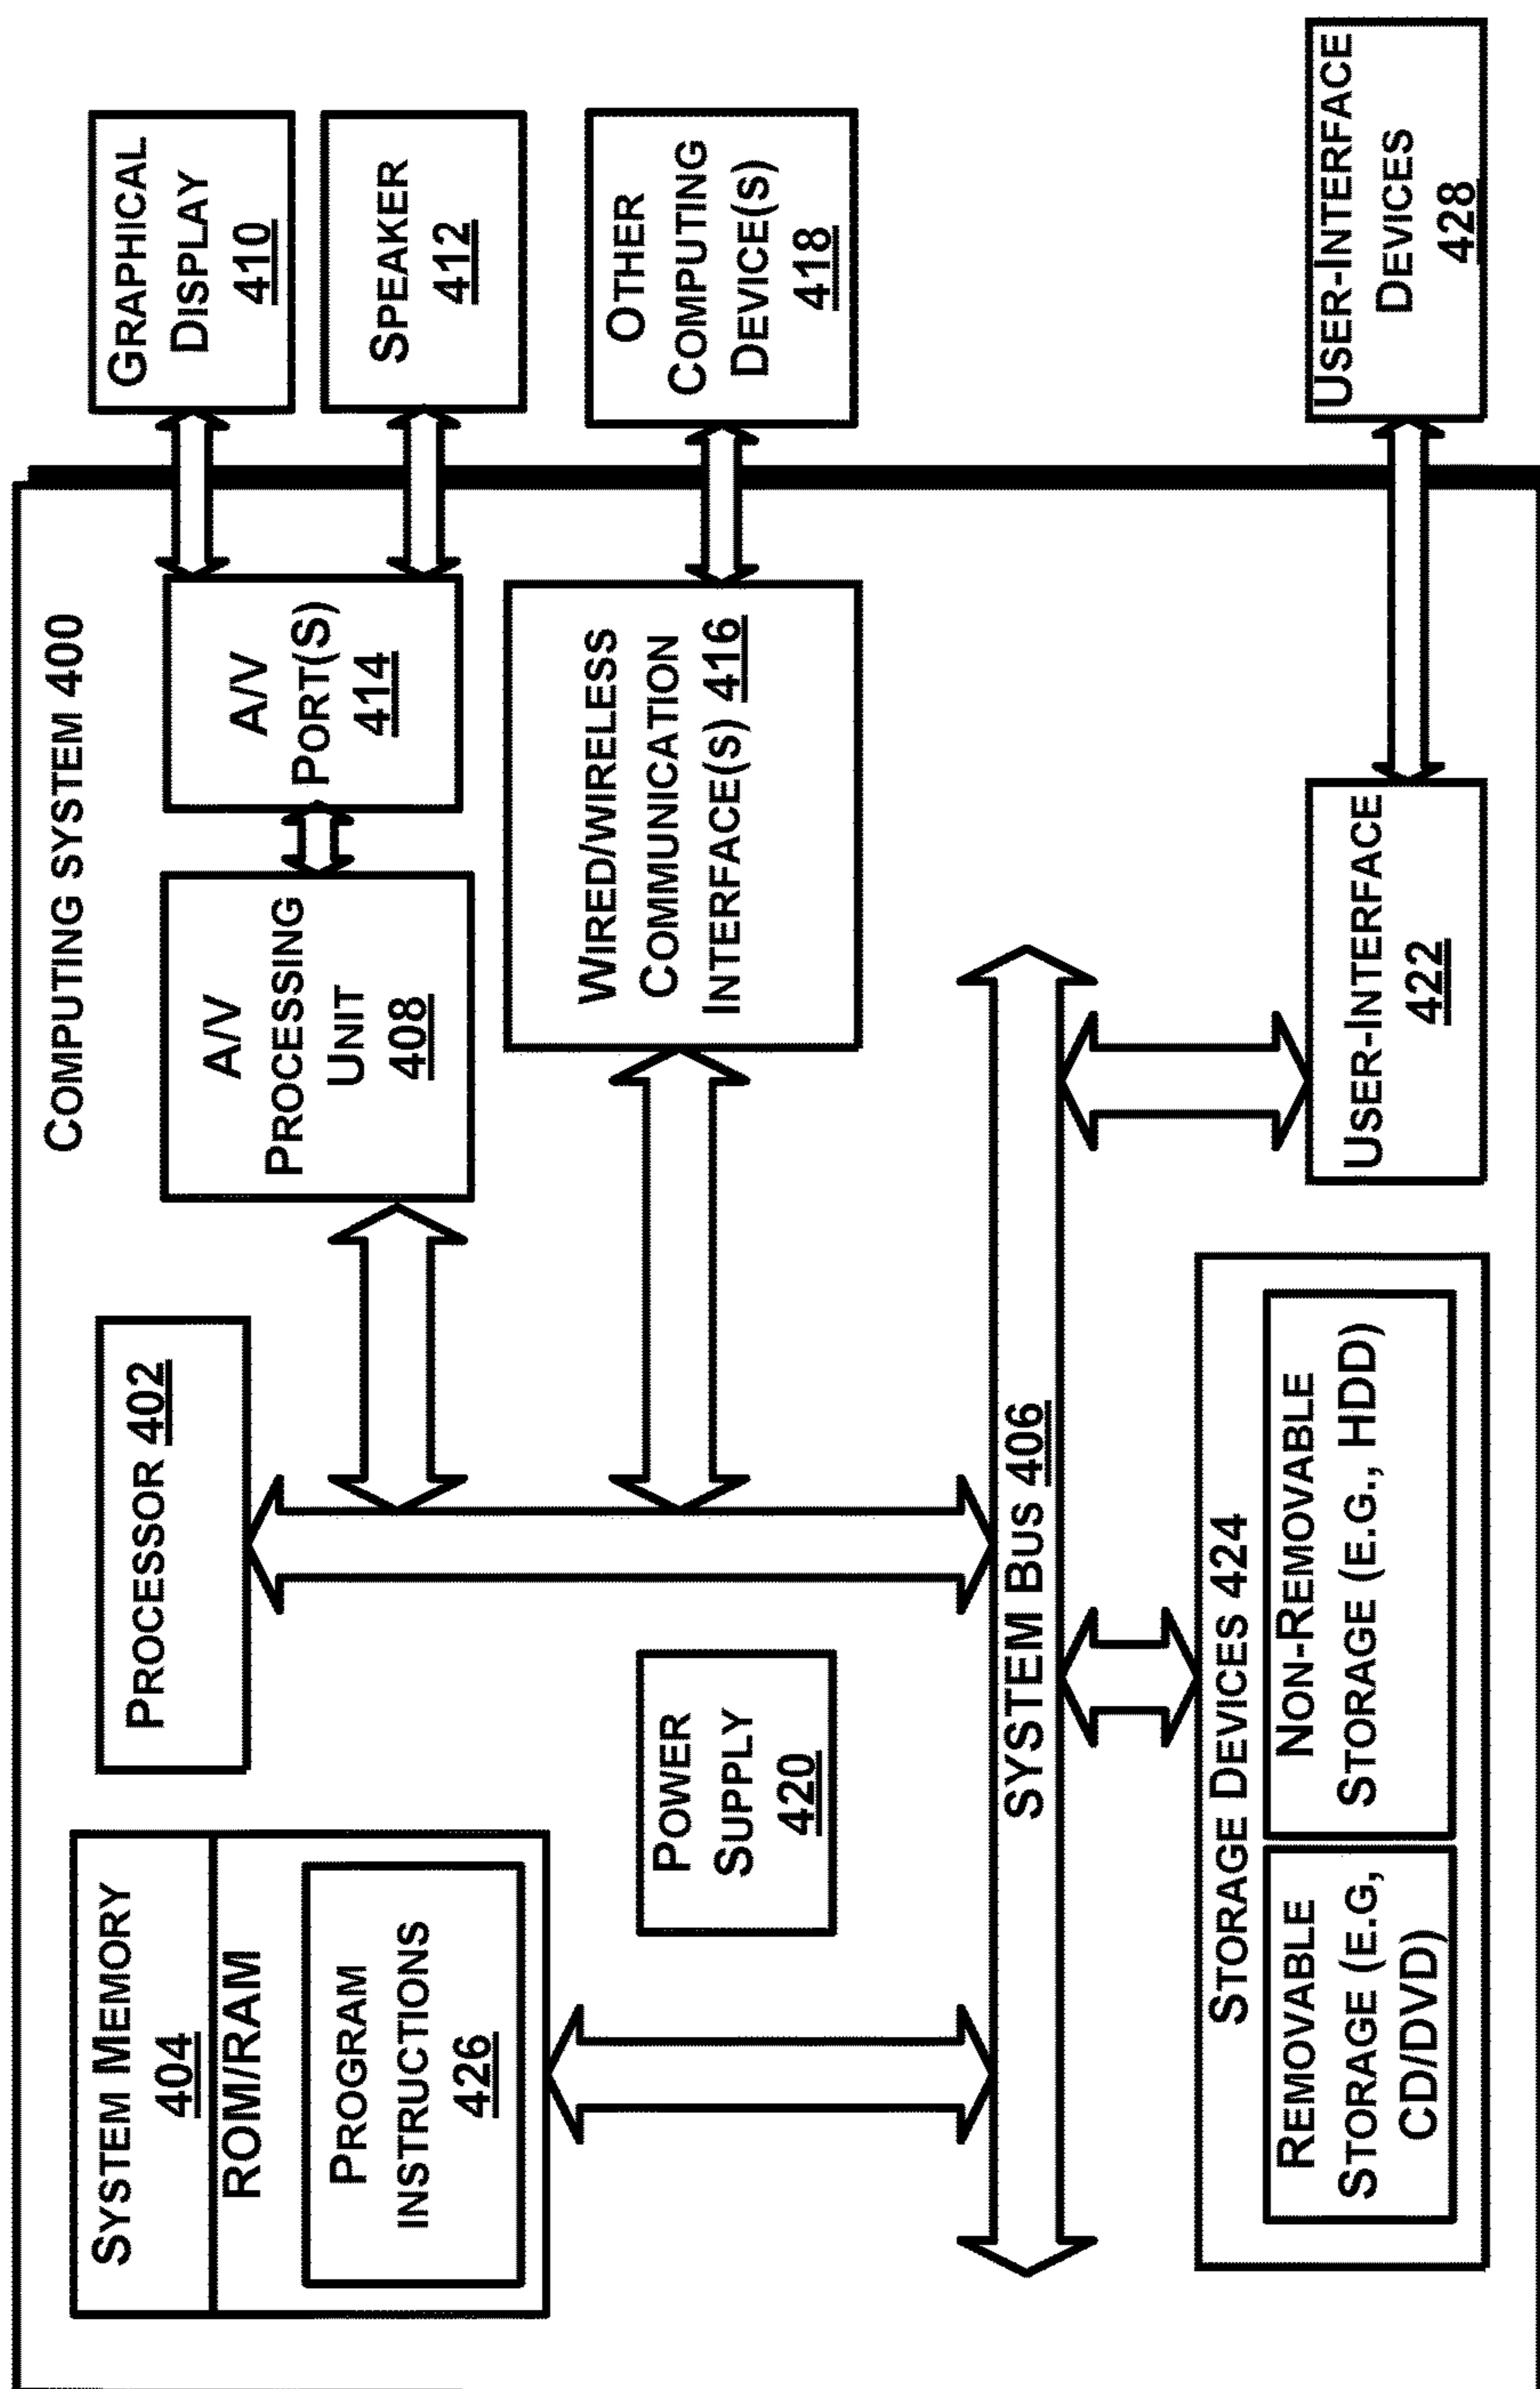 COMPUTING SYSTEM 400
SYSTEM MEMORY
404
ROM/RAM
PROGRAM
INSTRUCTIONS
426
PROCESSOR 402
A/V
PROCESSING
UNIT
408
A/V
PORT(S)
414
GRAPHICAL
DISPLAY
410
SPEAKER
412
WIRED/WIRELESS
COMMUNICATION
INTERFACE(S) 416
OTHER
COMPUTING
DEVICE(S)
418
POWER
SUPPLY
420
SYSTEM BUS 406
STORAGE DEVICES 424
REMOVABLE
STORAGE (E.G,
CD/DVD)
NON-REMOVABLE
STORAGE (E.G., HDD)
USER-INTERFACE
422
USER-INTERFACE
DEVICES
428